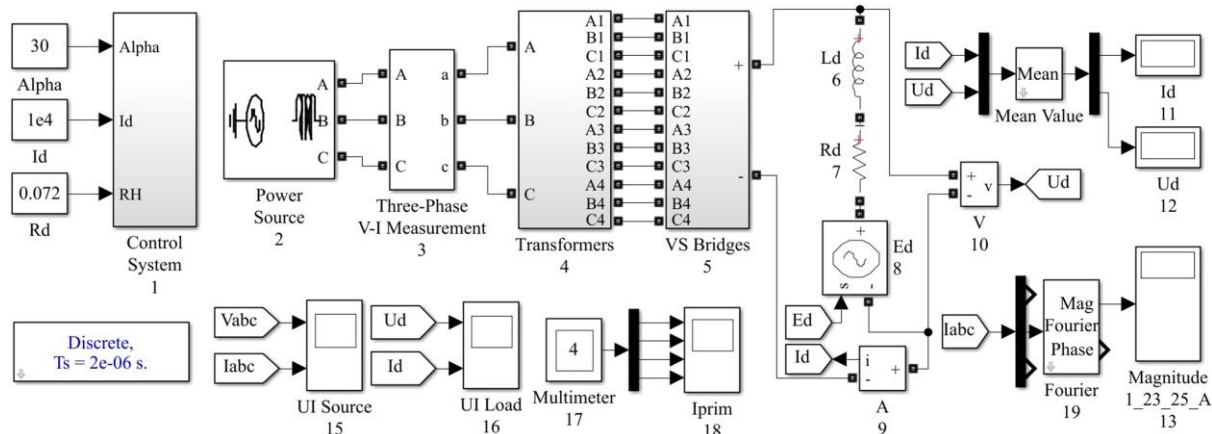 30
Alpha
1e4
Id
0.072
Rd
Alpha
Id
RH
Control
System
1
A
B
C
Power
Source
2
A
B
C
a
b
c
Three-Phase
V-I Measurement
3
A
B
C
A1
B1
C1
A2
B2
C2
A3
B3
C3
A4
B4
C4
Transformers
4
A1
B1
C1
A2
B2
C2
A3
B3
C3
A4
B4
C4
+
-
VS Bridges
5
+
Ld
6
+
Rd
7
+
s
-
Ed
8
Ed
Id
i
-
+
A
9
+
-
v
V
10
Ud
Id
Ud
Mean
Mean Value
Id
11
Ud
12
Iabc
Mag
Fourier
Phase
Fourier
19
Magnitude
1_23_25_A
13
Discrete,
Ts = 2e-06 s.
Vabc
Iabc
UI Source
15
Ud
Id
UI Load
16
4
Multimeter
17
Iprim
18